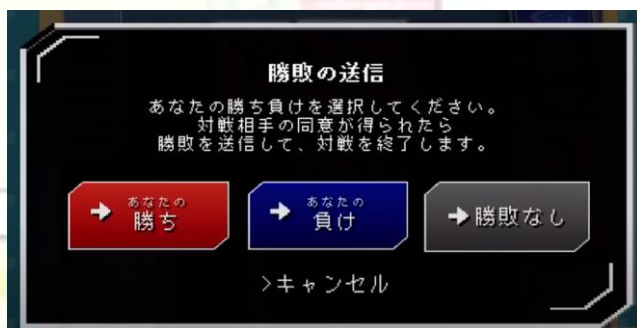 勝敗の送信
あなたの勝ち負けを選択してください。
対戦相手の同意が得られたら
勝敗を送信して、対戦を終了します。
➔ あなたの勝ち
➔ あなたの負け
➔勝敗なし
>キャンセル